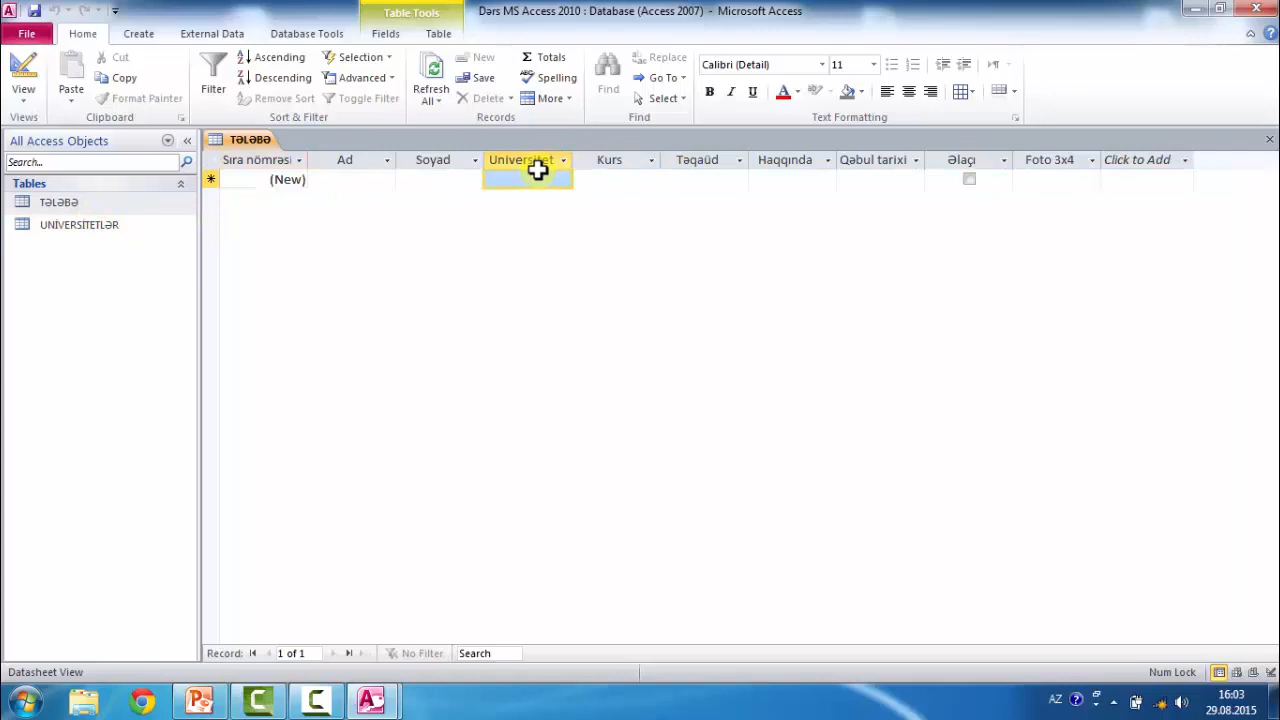 Table Tools
Dərs MS Access 2010 : Database (Access 2007) - Microsoft Access
File
Home
Create
External Data
Database Tools
Fields
Table
View
Views
Paste
Cut
Copy
Format Painter
Clipboard
Filter
Ascending
Descending
Remove Sort
Selection
Advanced
Toggle Filter
Sort & Filter
Refresh
All
New
Save
Delete
Totals
Spelling
More
Records
Find
Replace
Go To
Select
Find
Calibri (Detail)
11
Text Formatting
All Access Objects
Search...
Tables
TƏLƏBƏ
UNİVERSİTETLƏR
TƏLƏBƏ
Sıra nömrəsi Ad Soyad Universitet Kurs Təqaüd Haqqında Qəbul tarixi Əlaçı Foto 3x4 Click to Add
(New)
Record: 1 of 1 No Filter Search
Datasheet View
Num Lock
AZ
16:03
29.08.2015